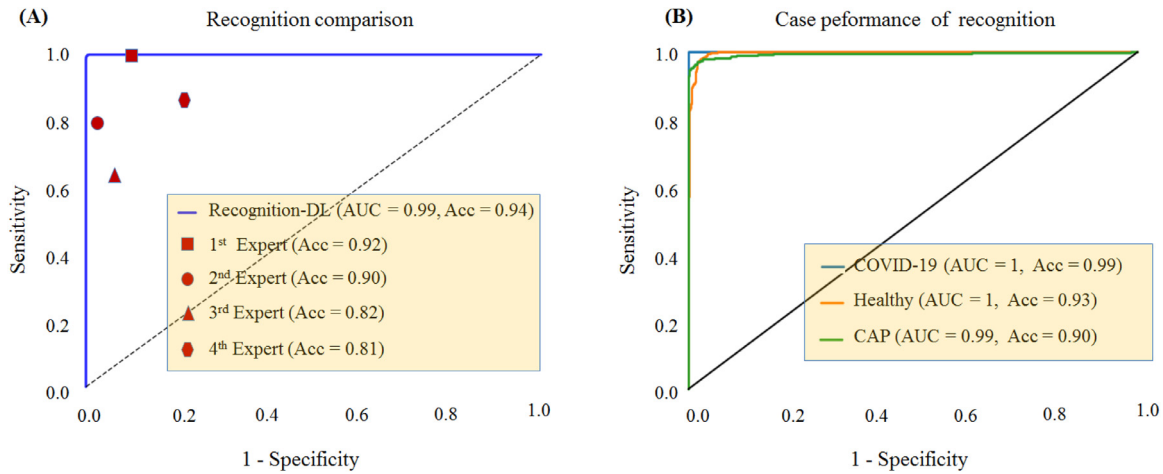 (A)
Recognition comparison
1.0
0.8
0.6
0.4
0.2
0.0
Sensitivity
Recognition-DL (AUC = 0.99, Acc = 0.94)
1st Expert (Acc = 0.92)
2nd Expert (Acc = 0.90)
3rd Expert (Acc = 0.82)
4th Expert (Acc = 0.81)
0.0 0.2 0.4 0.6 0.8 1.0
1 - Specificity
(B)
Case peformance of recognition
1.0
0.8
0.6
0.4
0.2
0.0
Sensitivity
COVID-19 (AUC = 1, Acc = 0.99)
Healthy (AUC = 1, Acc = 0.93)
CAP (AUC = 0.99, Acc = 0.90)
0.0 0.2 0.4 0.6 0.8 1.0
1 - Specificity